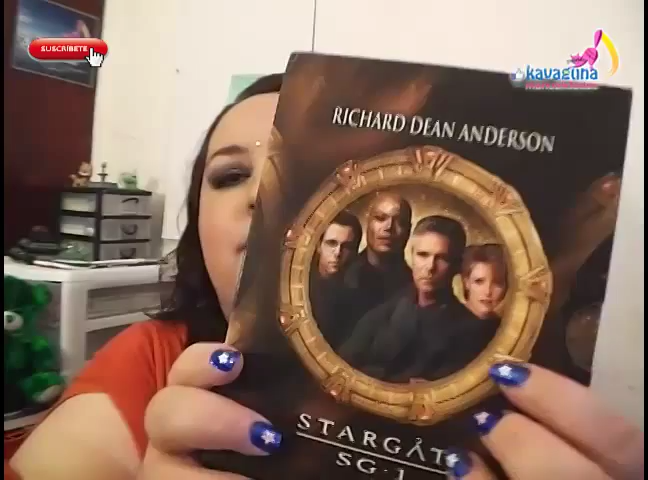 SUSCRÍBETE
kavaguna
RICHARD DEAN ANDERSON
STARGATE
SG·1